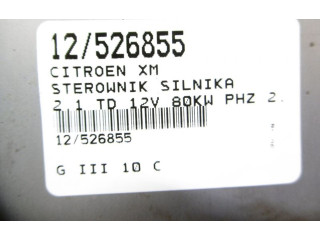 12/526855
CITROEN XM
STEROWNIK SILNIKA
2.1 TD 12V 80KW PHZ 2.
12/526855
G III 10 C